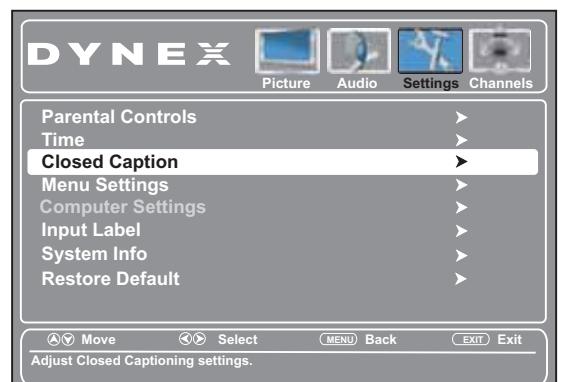 DYNEX
Picture Audio Settings Channels
Parental Controls
Time
Closed Caption
Menu Settings
Computer Settings
Input Label
System Info
Restore Default
Move Select MENU Back EXIT Exit
Adjust Closed Captioning settings.